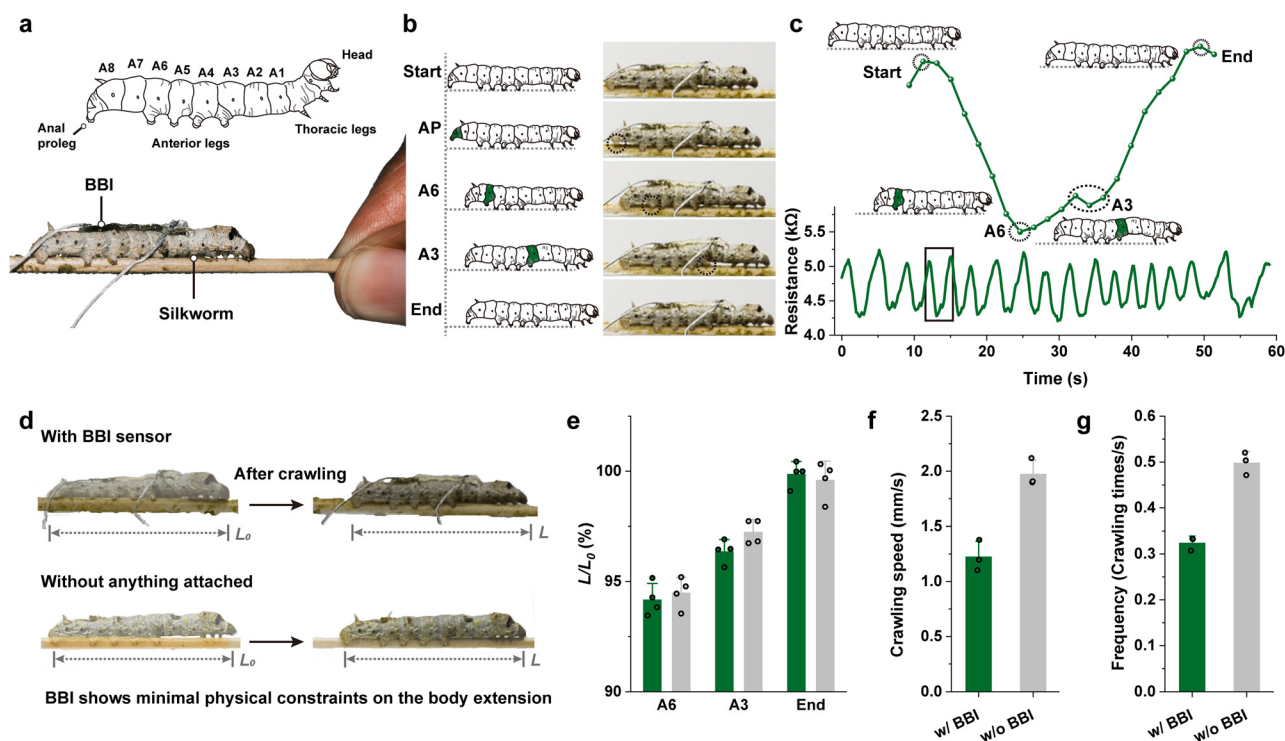 a
Head
A8 A7 A6 A5 A4 A3 A2 A1
Anal
proleg
Anterior legs
Thoracic legs
BBI
Silkworm
b
Start
AP
A6
A3
End
c
Start
End
A6
A3
Resistance (kΩ)
5.5
5.0
4.5
4.0
0 10 20 30 40 50 60
Time (s)
d
With BBI sensor
After crawling
L₀
L
Without anything attached
L₀
L
BBI shows minimal physical constraints on the body extension
e
L/L₀ (%)
100
95
90
A6 A3 End
f
Crawling speed (mm/s)
2.5
2.0
1.5
1.0
0.5
0.0
w/ BBI w/o BBI
g
Frequency (Crawling times/s)
0.6
0.5
0.4
0.3
0.2
0.1
0.0
w/ BBI w/o BBI